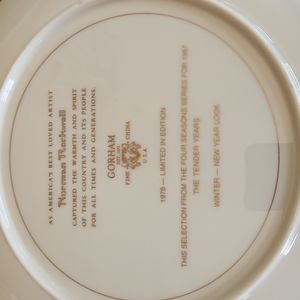 AS AMERICA'S BEST LOVED ARTIST
Norman Rockwell
CAPTURED THE WARMTH AND SPIRIT
OF THIS COUNTRY AND ITS PEOPLE
FOR ALL TIMES AND GENERATIONS.
GORHAM
FINE CHINA
U.S.A.
1978 — LIMITED IN EDITION
THIS SELECTION FROM THE FOUR SEASONS SERIES FOR 1957
THE TENDER YEARS
WINTER — NEW YEAR LOOK